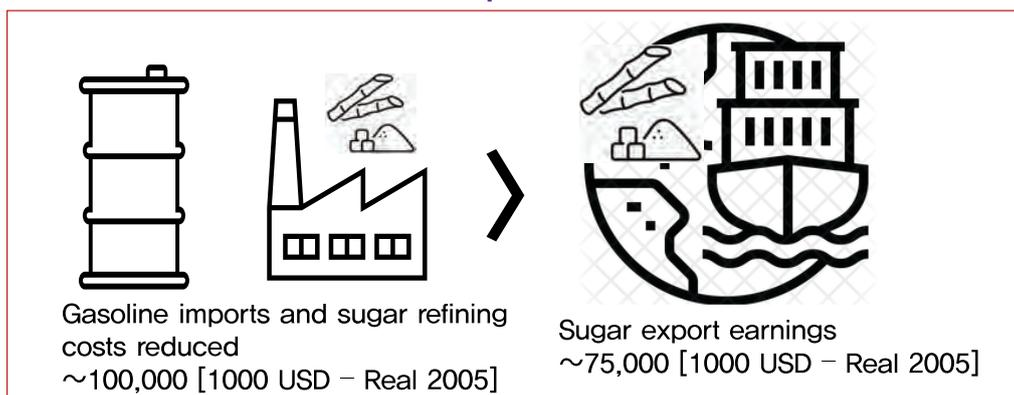 Gasoline imports and sugar refining
costs reduced
～100,000 [1000 USD − Real 2005]
Sugar export earnings
～75,000 [1000 USD − Real 2005]